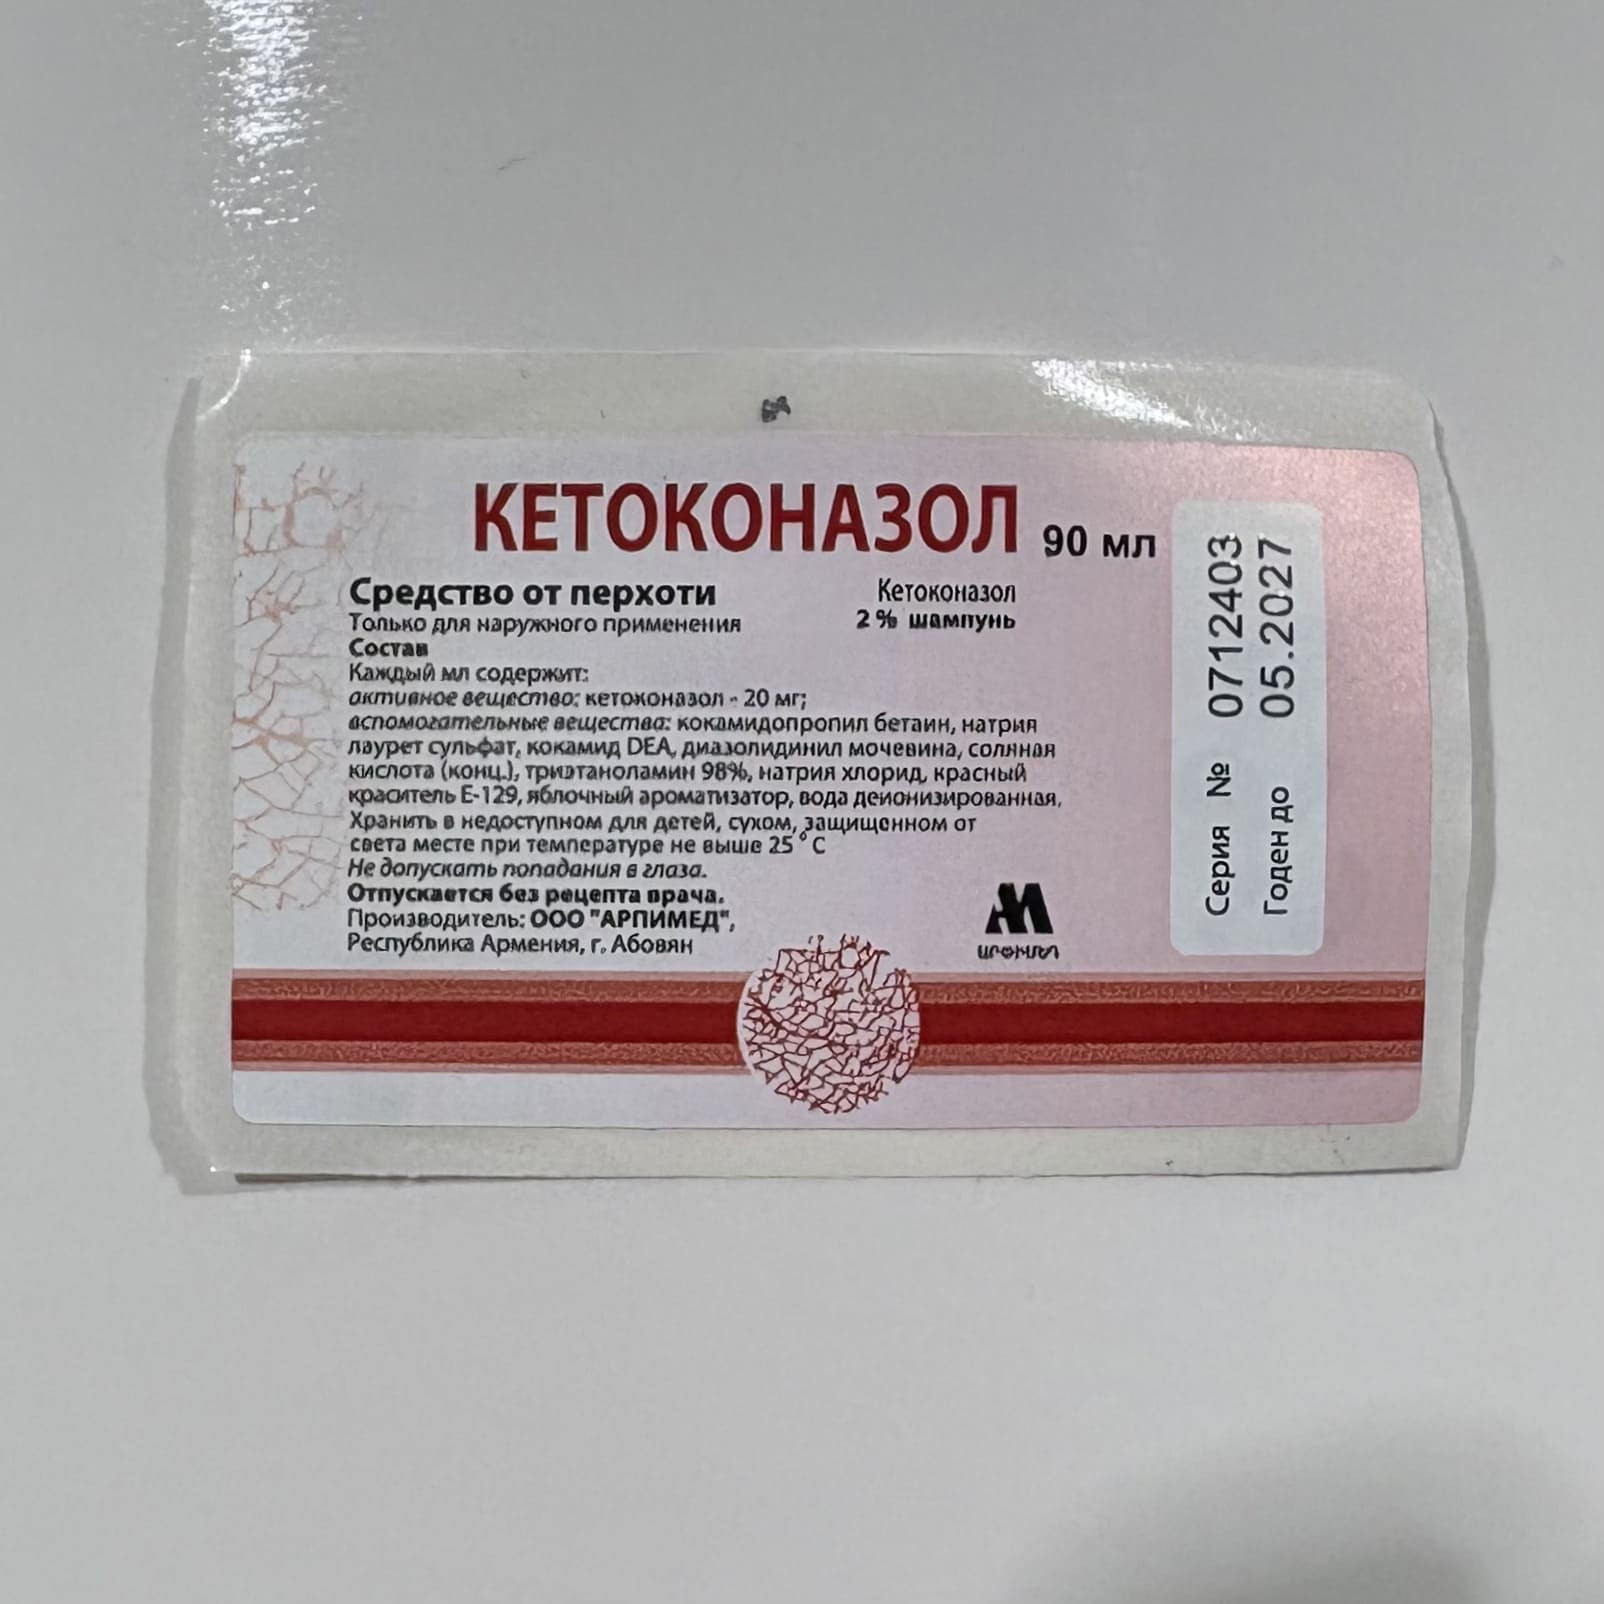 КЕТОКОНАЗОЛ 90 мл
Средство от перхоти
Кетоконазол
Только для наружного применения
2% шампунь
Состав
Каждый мл содержит:
активное вещество: кетоконазол - 20 мг;
вспомогательные вещества: кокамидопропил бетаин, натрия
лаурет сульфат, кокамид DEA, диазолидинил мочевина, соляная
кислота (конц.), триэтаноламин 98%, натрия хлорид, красный
краситель Е-129, яблочный ароматизатор, вода деионизированная.
Хранить в недоступном для детей, сухом, защищенном от
света месте при температуре не выше 25°С
Не допускать попадания в глаза.
Отпускается без рецепта врача.
Производитель: ООО "АРПИМЕД",
Республика Армения, г. Абовян
Серия № 0712403
Годен до 05.2027